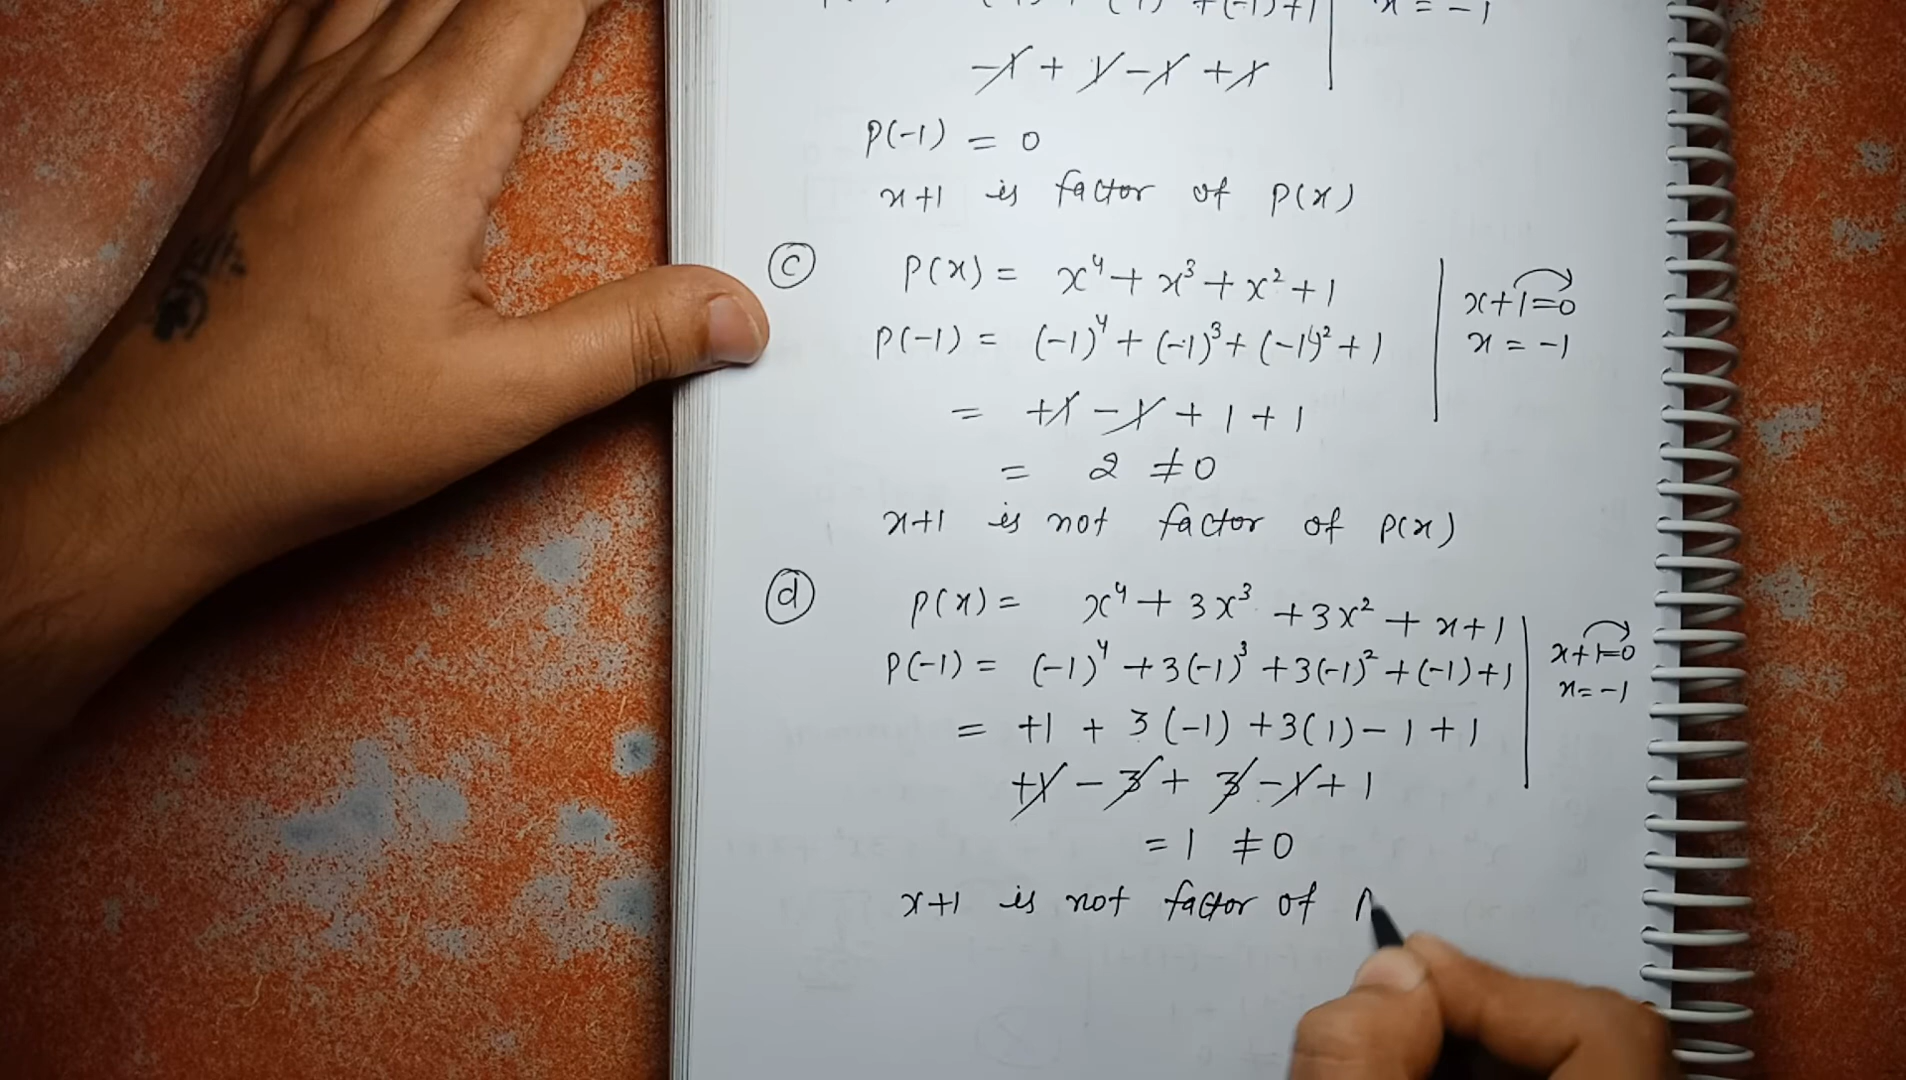 +(-1)+1 | x = -1
-1 + 1 - 1 + 1
P(-1) = 0
x+1 is factor of P(x)
(c) P(x) = x⁴ + x³ + x² + 1 | x+1=0
P(-1) = (-1)⁴ + (-1)³ + (-1)² + 1 | x = -1
= +1 - 1 + 1 + 1
= 2 ≠ 0
x+1 is not factor of P(x)
(d) P(x) = x⁴ + 3x³ + 3x² + x + 1 | x+1=0
P(-1) = (-1)⁴ + 3(-1)³ + 3(-1)² + (-1) + 1 | x = -1
= +1 + 3(-1) + 3(1) - 1 + 1
+1 - 3 + 3 - 1 + 1
= 1 ≠ 0
x+1 is not factor of